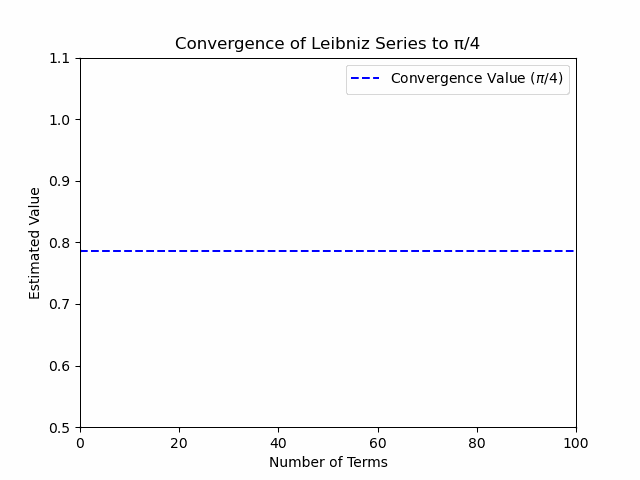 Convergence of Leibniz Series to π/4
Convergence Value (π/4)
1.1
1.0
0.9
0.8
0.7
0.6
0.5
Estimated Value
0 20 40 60 80 100
Number of Terms